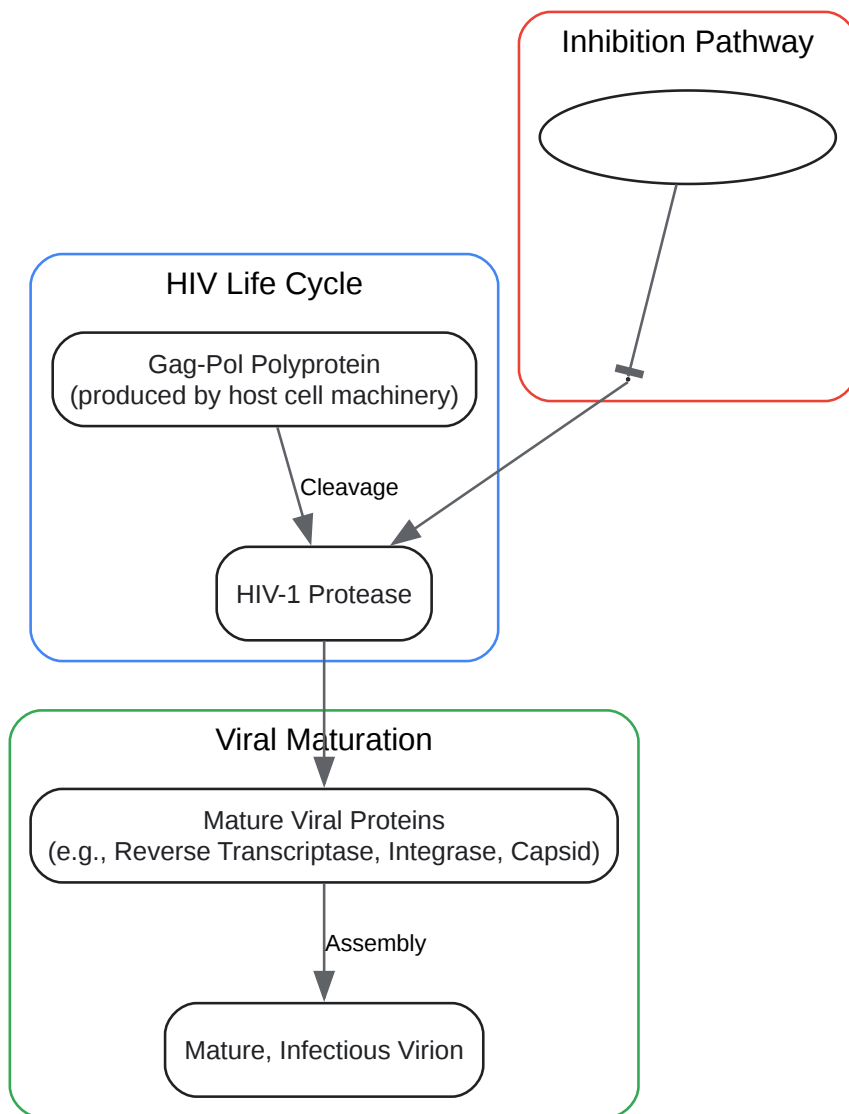 Inhibition Pathway
HIV Life Cycle
Gag-Pol Polyprotein
(produced by host cell machinery)
Cleavage
HIV-1 Protease
Viral Maturation
Mature Viral Proteins
(e.g., Reverse Transcriptase, Integrase, Capsid)
Assembly
Mature, Infectious Virion